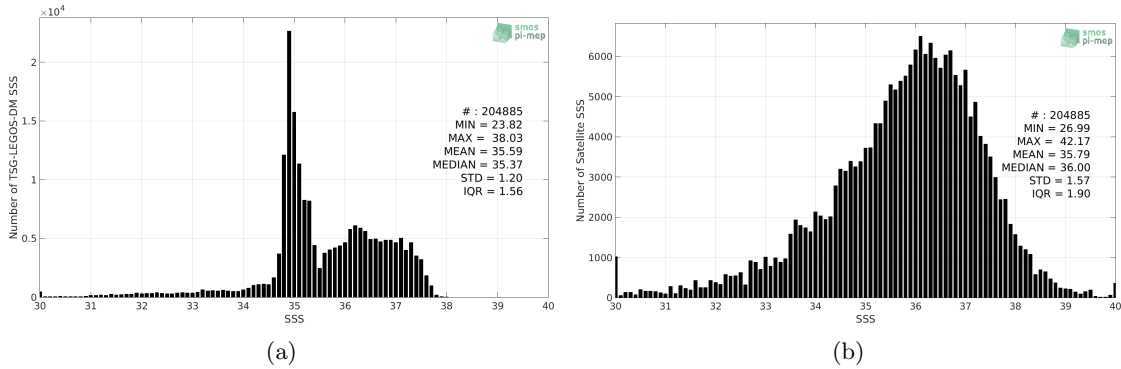 ×10⁴
smos
pi-mep
2
1.5
1
0.5
0
Number of TSG-LEGOS-DM SSS
# : 204885
MIN = 23.82
MAX = 38.03
MEAN = 35.59
MEDIAN = 35.37
STD = 1.20
IQR = 1.56
30 31 32 33 34 35 36 37 38 39 40
SSS
(a)
smos
pi-mep
6000
5000
4000
3000
2000
1000
0
Number of Satellite SSS
# : 204885
MIN = 26.99
MAX = 42.17
MEAN = 35.79
MEDIAN = 36.00
STD = 1.57
IQR = 1.90
30 31 32 33 34 35 36 37 38 39 40
SSS
(b)